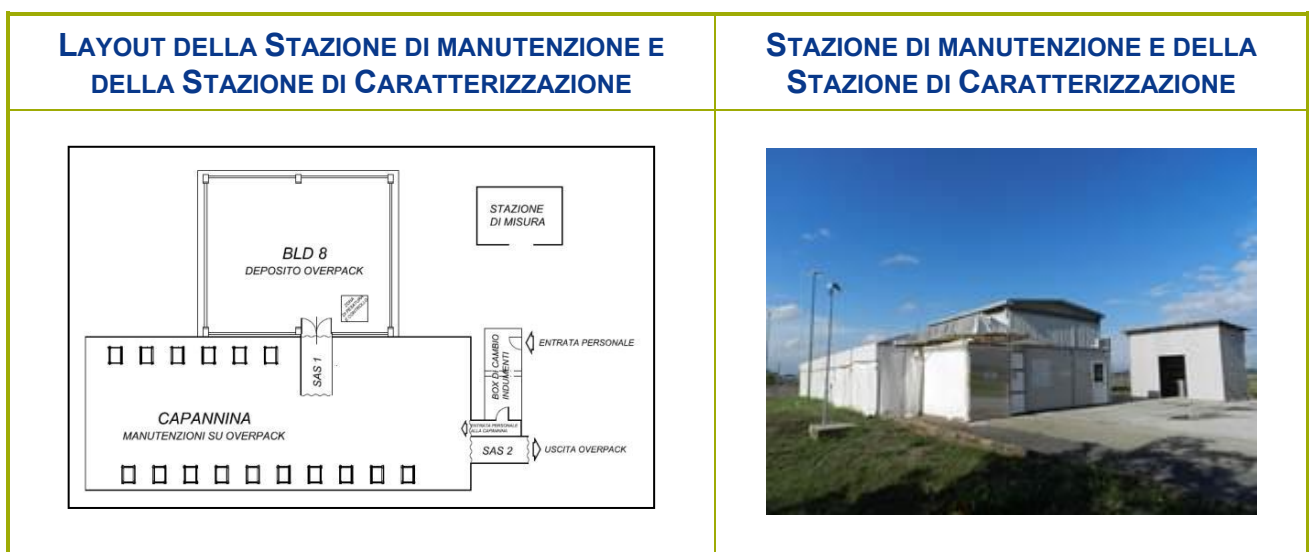 LAYOUT DELLA STAZIONE DI MANUTENZIONE E
DELLA STAZIONE DI CARATTERIZZAZIONE
STAZIONE DI MANUTENZIONE E DELLA
STAZIONE DI CARATTERIZZAZIONE
STAZIONE
DI MISURA
BLD 8
DEPOSITO OVERPACK
ZONA
SAS 1
BOX DI CAMBIO
INDUMENTI
ENTRATA PERSONALE
CAPANNINA
MANUTENZIONI SU OVERPACK
ENTRATA PERSONALE
ALLA CAPANNINA
SAS 2
USCITA OVERPACK